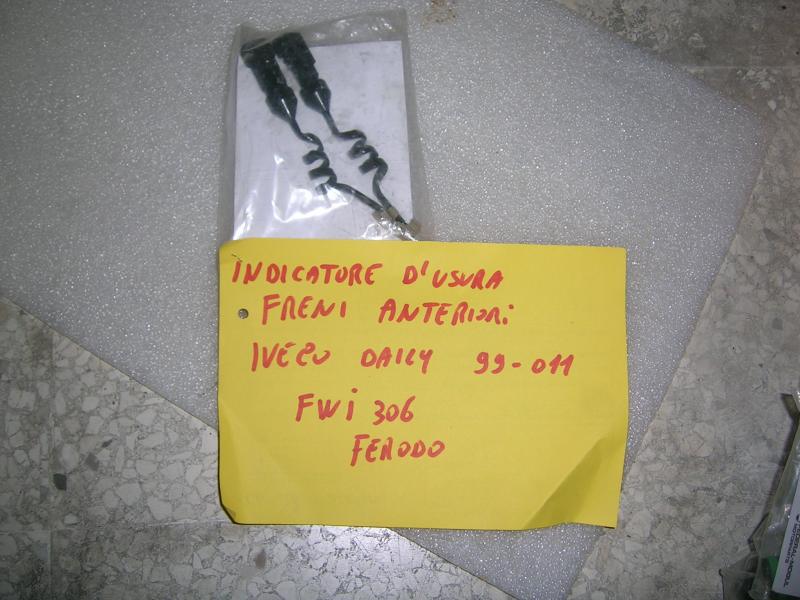 INDICATORE D'USURA
FRENI ANTERIORi
IVECO DAILY 99-011
FWi 306
FERODO